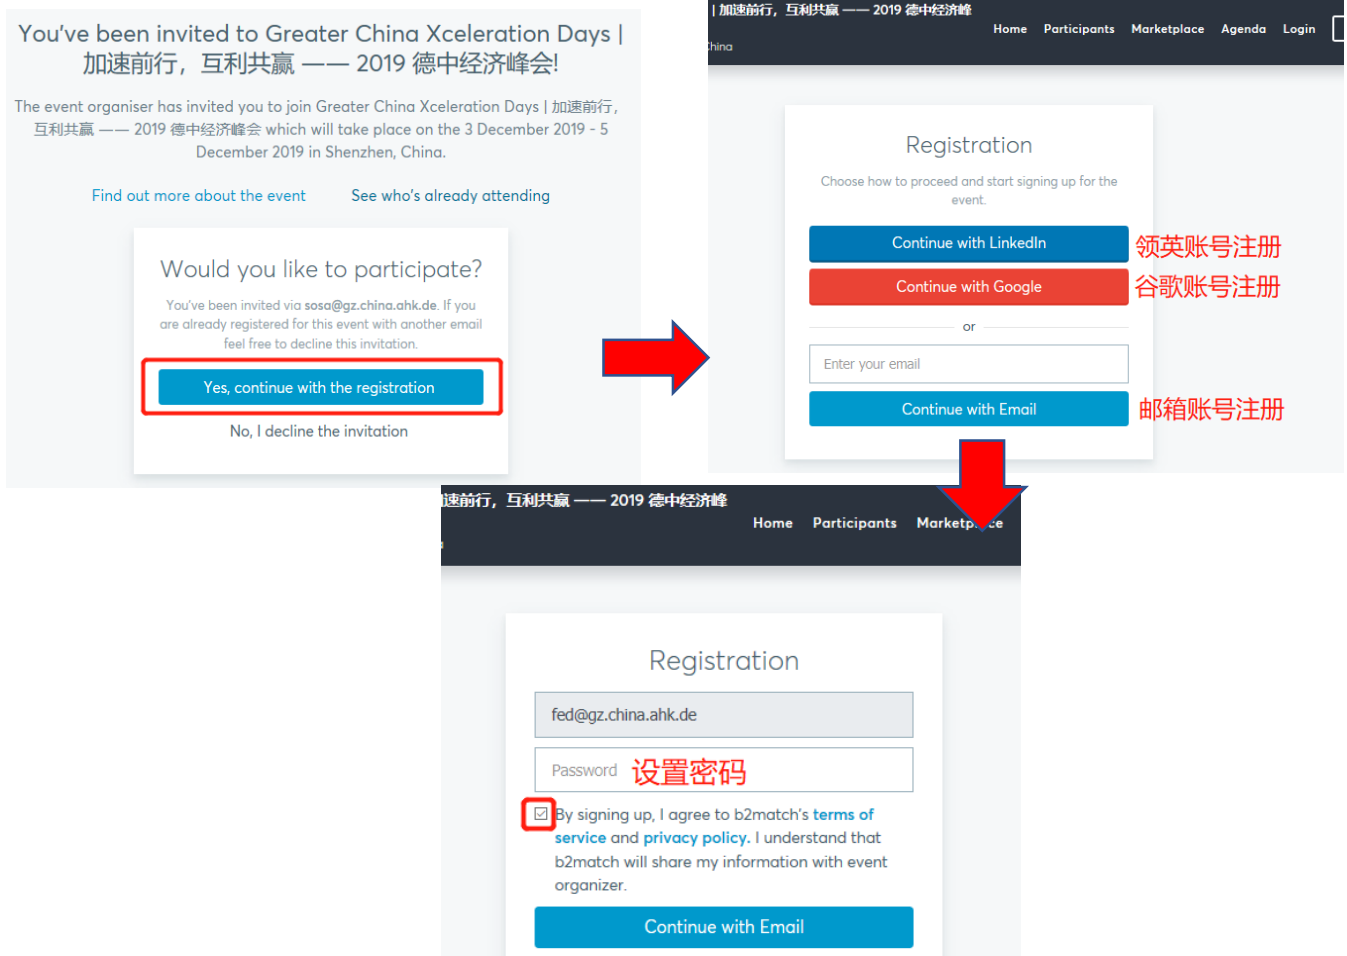 You've been invited to Greater China Xceleration Days |
加速前行，互利共赢 —— 2019 德中经济峰会!
The event organiser has invited you to join Greater China Xceleration Days | 加速前行，
互利共赢 —— 2019 德中经济峰会 which will take place on the 3 December 2019 - 5
December 2019 in Shenzhen, China.
Find out more about the event See who's already attending
Would you like to participate?
You've been invited via sosa@gz.china.ahk.de. If you
are already registered for this event with another email
feel free to decline this invitation.
Yes, continue with the registration
No, I decline the invitation
| 加速前行，互利共赢 —— 2019 德中经济峰
Home Participants Marketplace Agenda Login
China
Registration
Choose how to proceed and start signing up for the
event.
Continue with LinkedIn 领英账号注册
Continue with Google 谷歌账号注册
or
Enter your email
Continue with Email 邮箱账号注册
速前行，互利共赢 —— 2019 德中经济峰
Home Participants
Registration
fed@gz.china.ahk.de
Password 设置密码
By signing up, I agree to b2match's terms of
service and privacy policy. I understand that
b2match will share my information with event
organizer.
Continue with Email